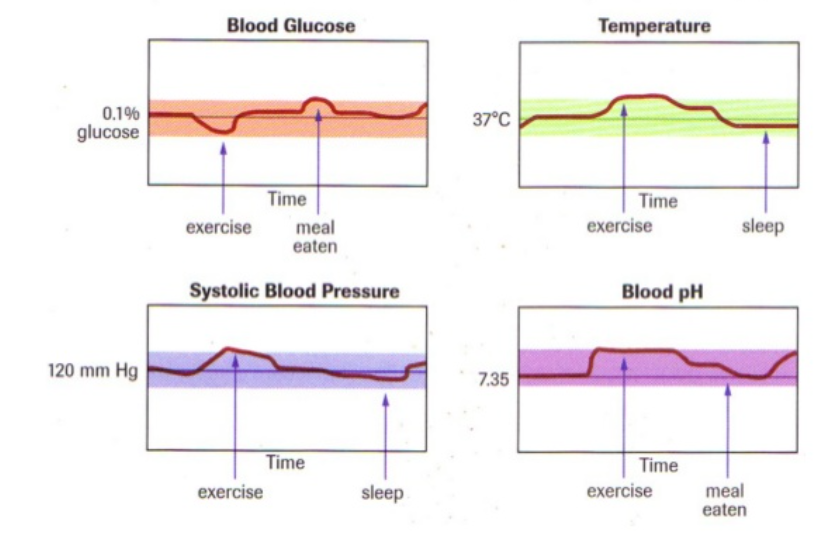 Blood Glucose
0.1%
glucose
Time
exercise
meal
eaten
Temperature
37°C
Time
exercise
sleep
Systolic Blood Pressure
120 mm Hg
Time
exercise
sleep
Blood pH
7.35
Time
exercise
meal
eaten